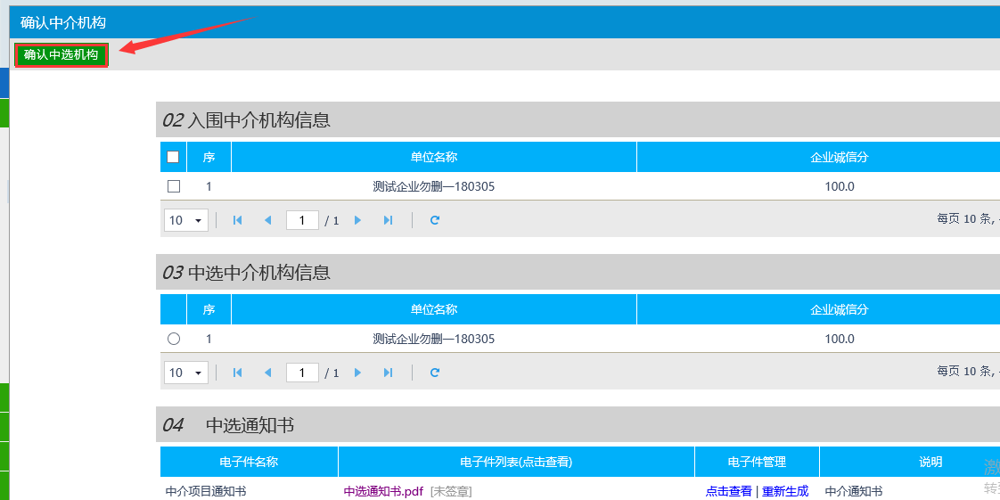 确认中介机构
确认中选机构
02 入围中介机构信息
序 单位名称 企业诚信分
1 测试企业勿删一180305 100.0
10 1 / 1 每页 10 条,
03 中选中介机构信息
序 单位名称 企业诚信分
1 测试企业勿删一180305 100.0
10 1 / 1 每页 10 条,
04 中选通知书
电子件名称 电子件列表(点击查看) 电子件管理 说明
中介项目通知书 中选通知书.pdf [未签章] 点击查看 | 重新生成 中介通知书
激
转到